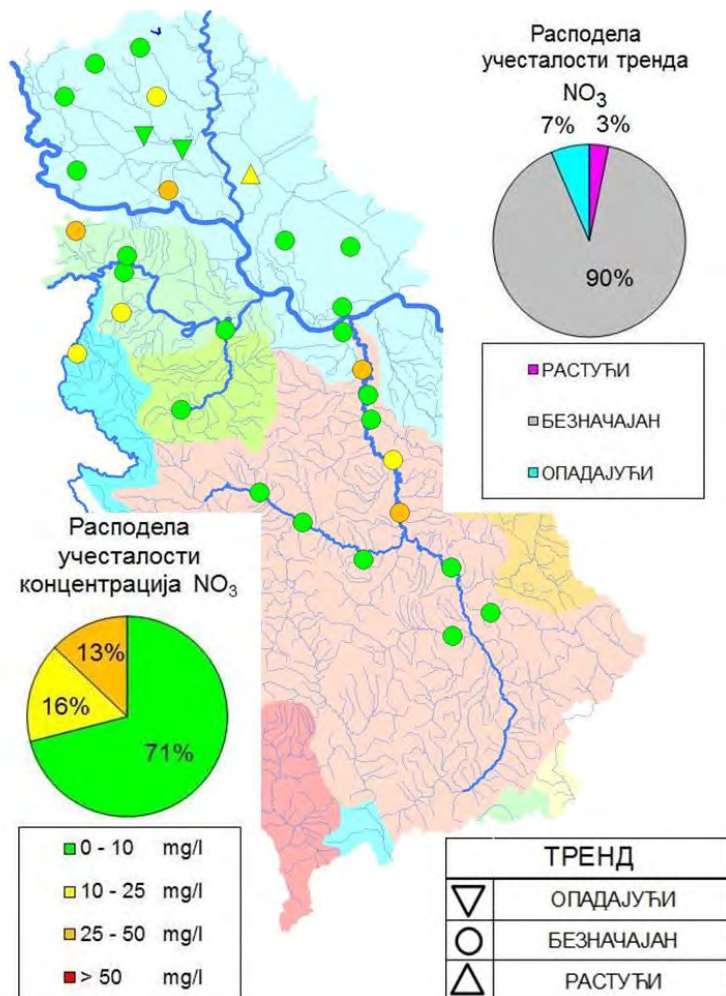 Расподела
учесталости тренда
NO₃
7%
3%
90%
РАСТУЋИ
БЕЗНАЧАЈАН
ОПАДАЈУЋИ
Расподела
учесталости
концентрација NO₃
13%
16%
71%
0 - 10 mg/l
10 - 25 mg/l
25 - 50 mg/l
> 50 mg/l
ТРЕНД
ОПАДАЈУЋИ
БЕЗНАЧАЈАН
РАСТУЋИ